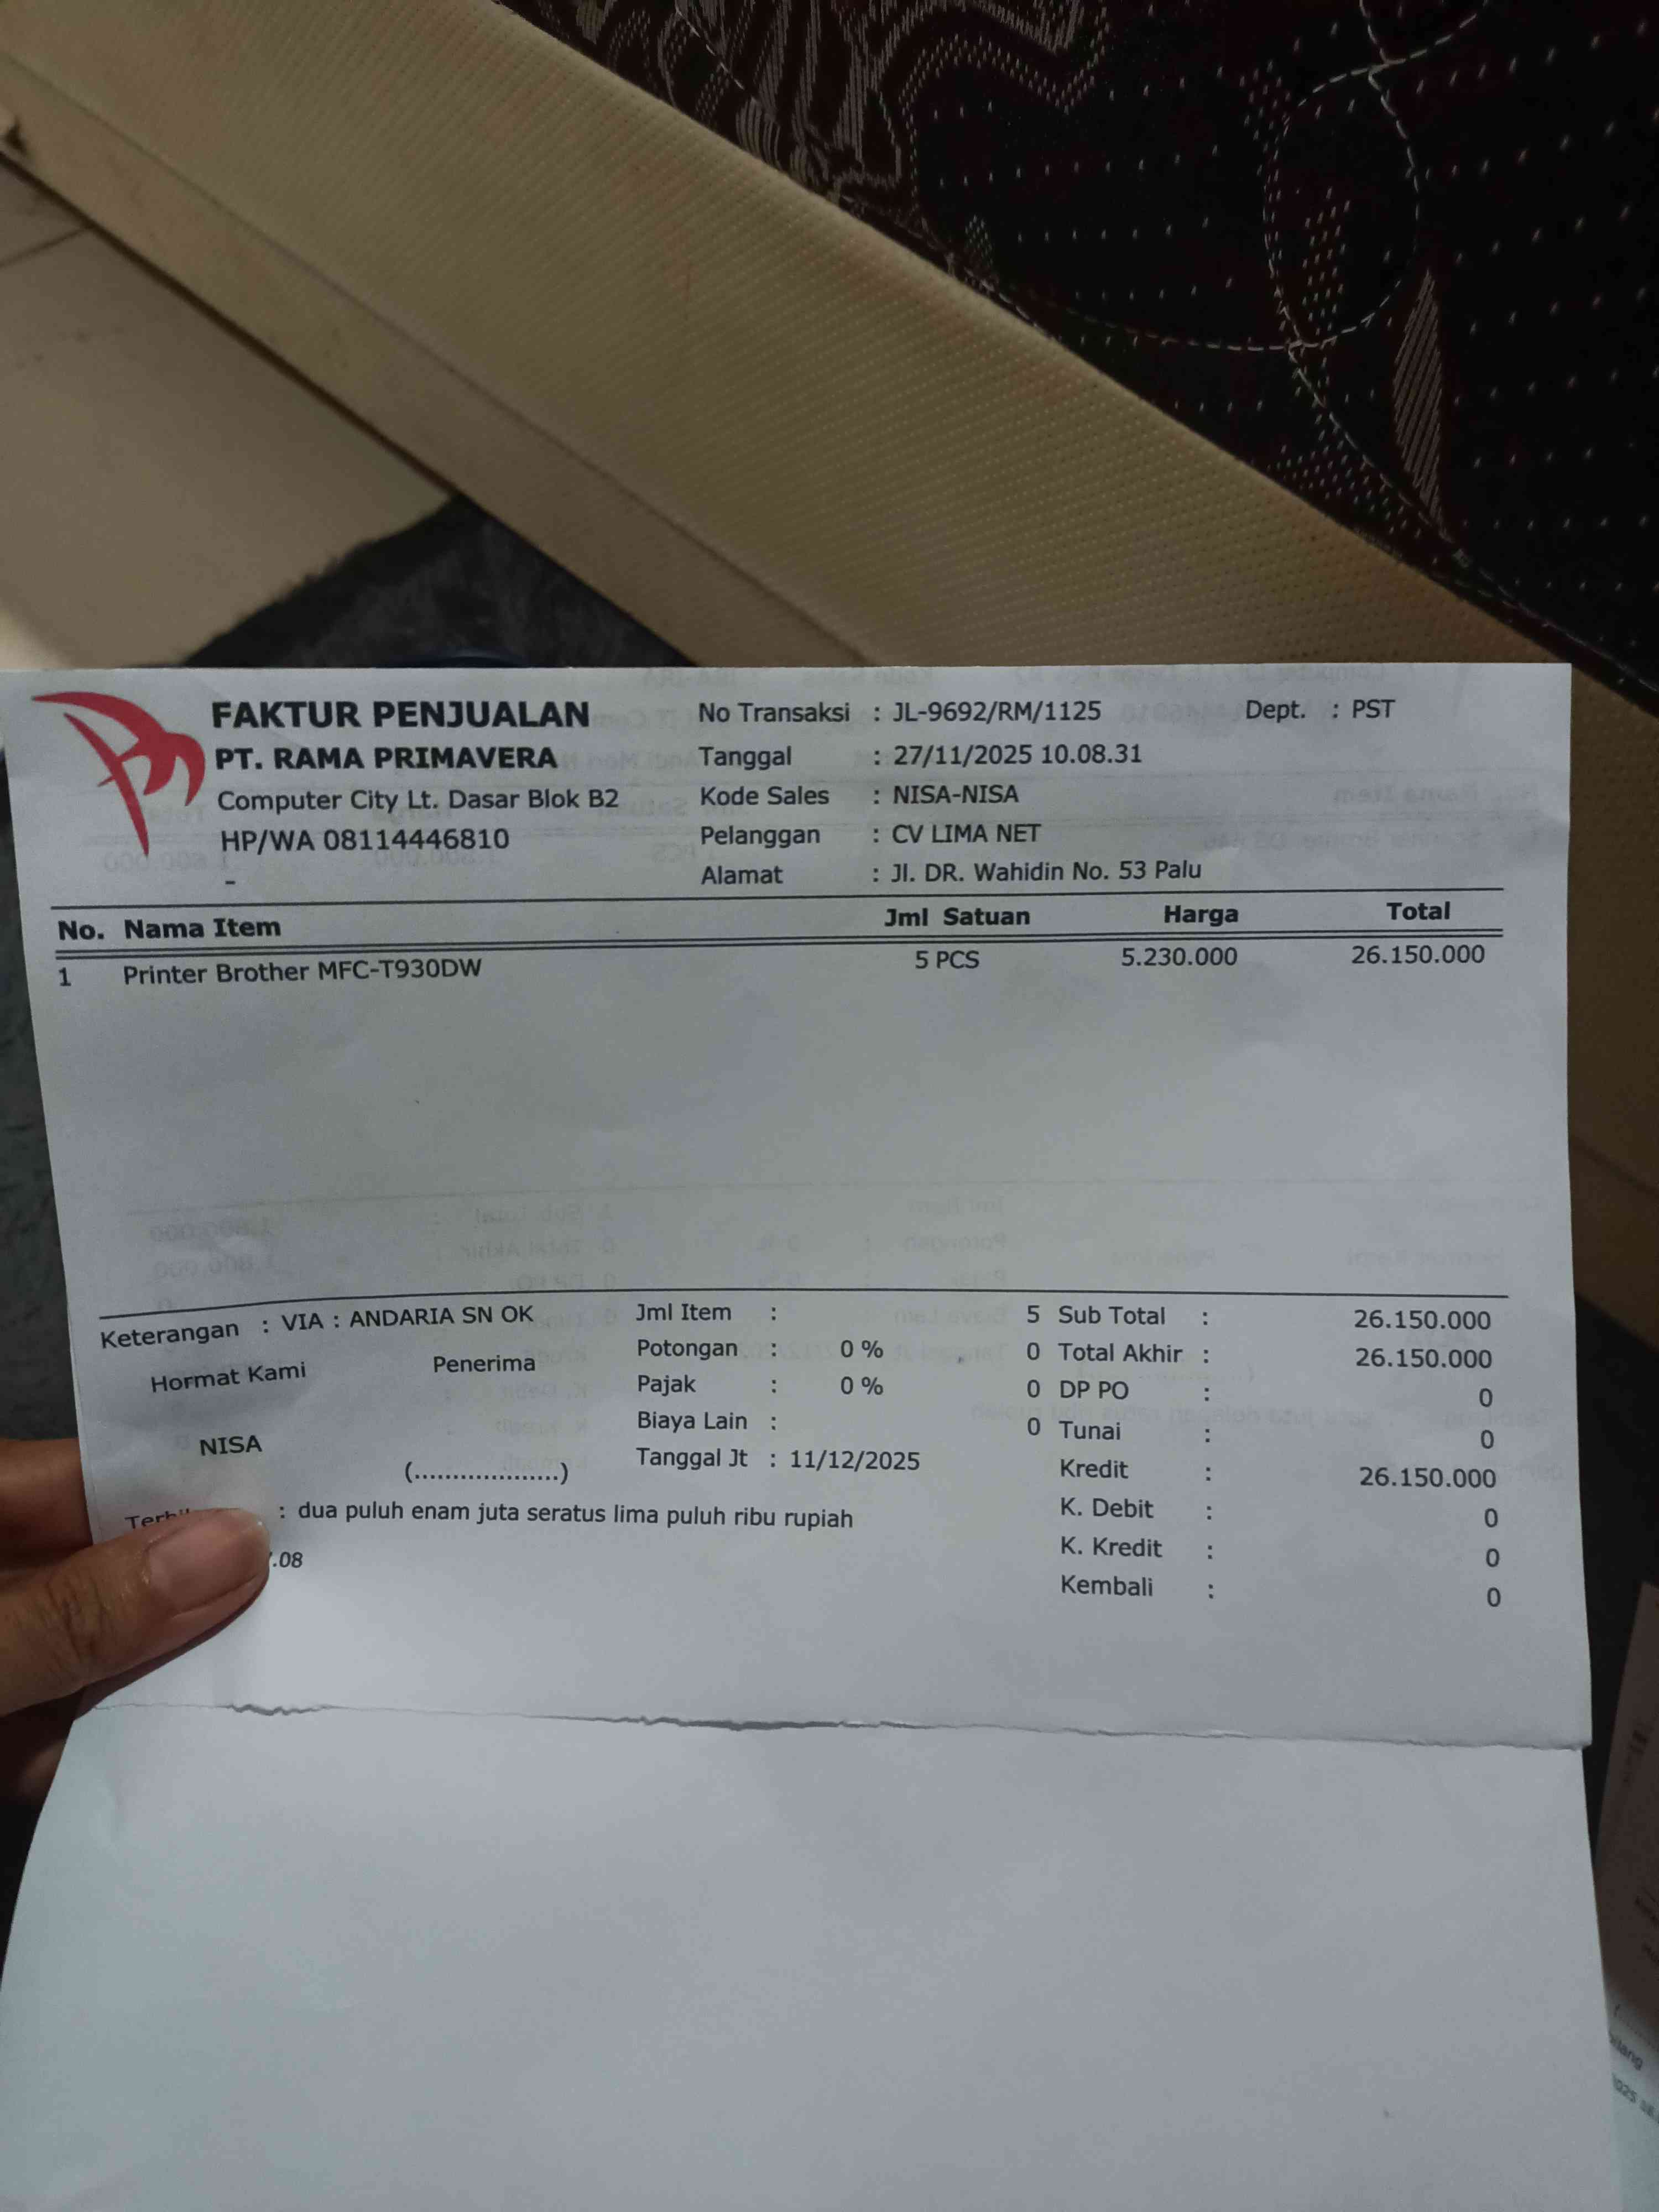 FAKTUR PENJUALAN
PT. RAMA PRIMAVERA
Computer City Lt. Dasar Blok B2
HP/WA 08114446810
-
No Transaksi : JL-9692/RM/1125 Dept. : PST
Tanggal : 27/11/2025 10.08.31
Kode Sales : NISA-NISA
Pelanggan : CV LIMA NET
Alamat : Jl. DR. Wahidin No. 53 Palu
No. Nama Item Jml Satuan Harga Total
1 Printer Brother MFC-T930DW 5 PCS 5.230.000 26.150.000
Keterangan : VIA : ANDARIA SN OK
Hormat Kami Penerima
NISA
(...................)
Jml Item : 5
Potongan : 0 % 0
Pajak : 0 % 0
Biaya Lain : 0
Tanggal Jt : 11/12/2025
Sub Total : 26.150.000
Total Akhir : 26.150.000
DP PO : 0
Tunai : 0
Kredit : 26.150.000
K. Debit : 0
K. Kredit : 0
Kembali : 0
: dua puluh enam juta seratus lima puluh ribu rupiah
.08